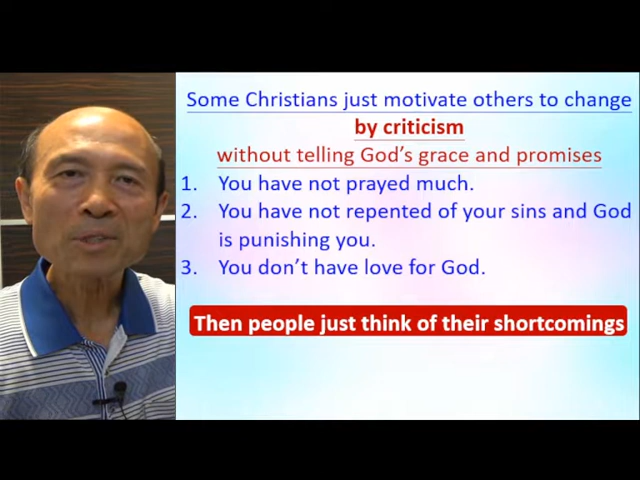 Some Christians just motivate others to change
by criticism
without telling God's grace and promises
1. You have not prayed much.
2. You have not repented of your sins and God
is punishing you.
3. You don't have love for God.
Then people just think of their shortcomings